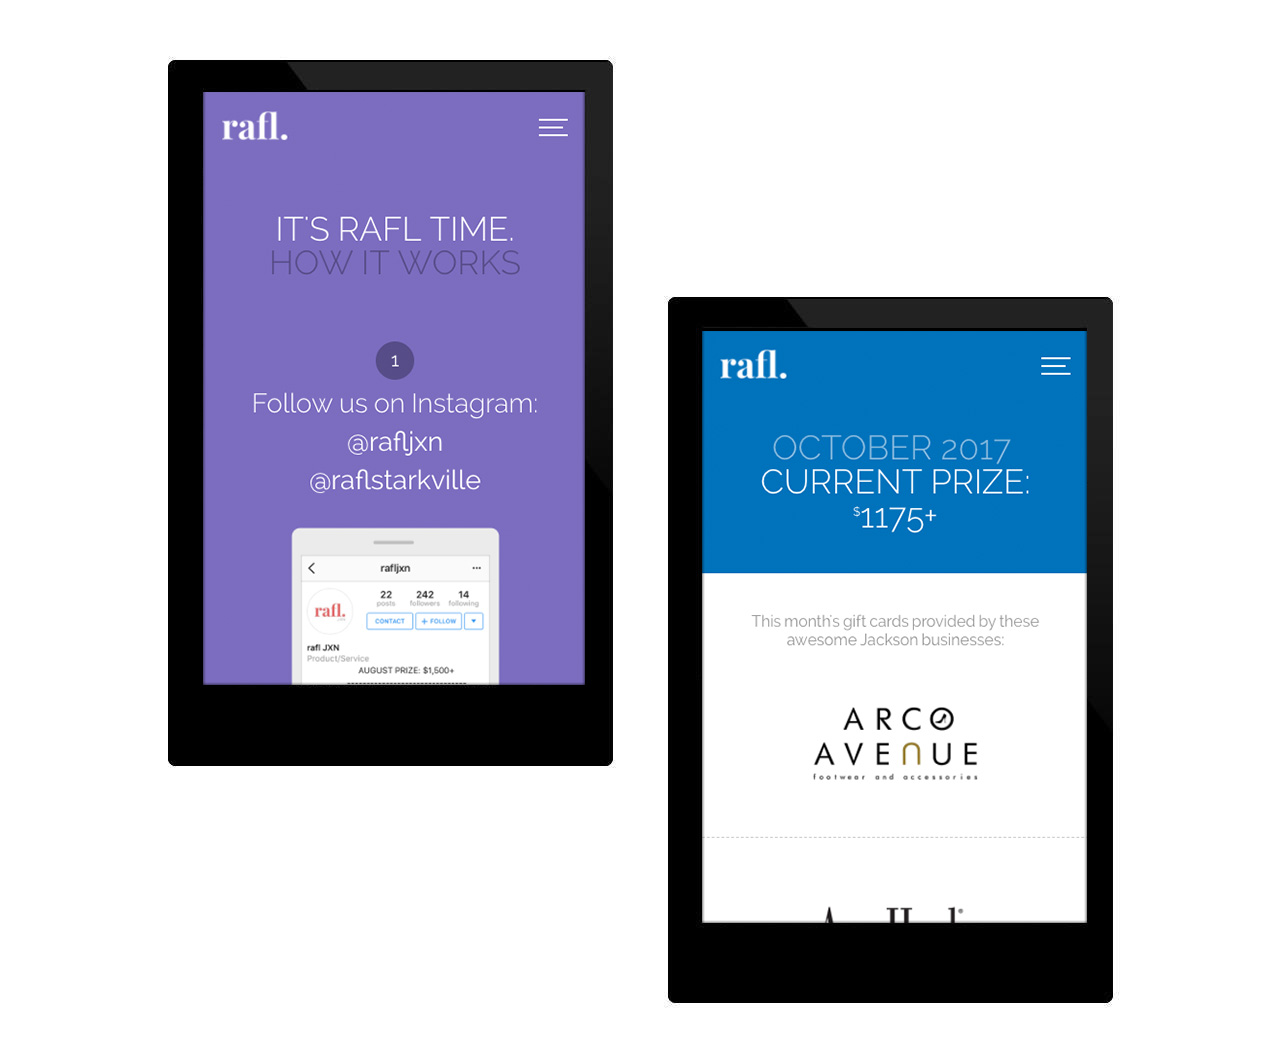 rafl.
IT'S RAFL TIME.
HOW IT WORKS
1
Follow us on Instagram:
@rafljxn
@raflstarkville
rafljxn
22 242 14
posts followers following
rafl.
CONTACT + FOLLOW
rafl JXN
Product/Service
AUGUST PRIZE: $1,500+
rafl.
OCTOBER 2017
CURRENT PRIZE:
$1175+
This month's gift cards provided by these
awesome Jackson businesses:
ARCO
AVENUE
footwear and accessories